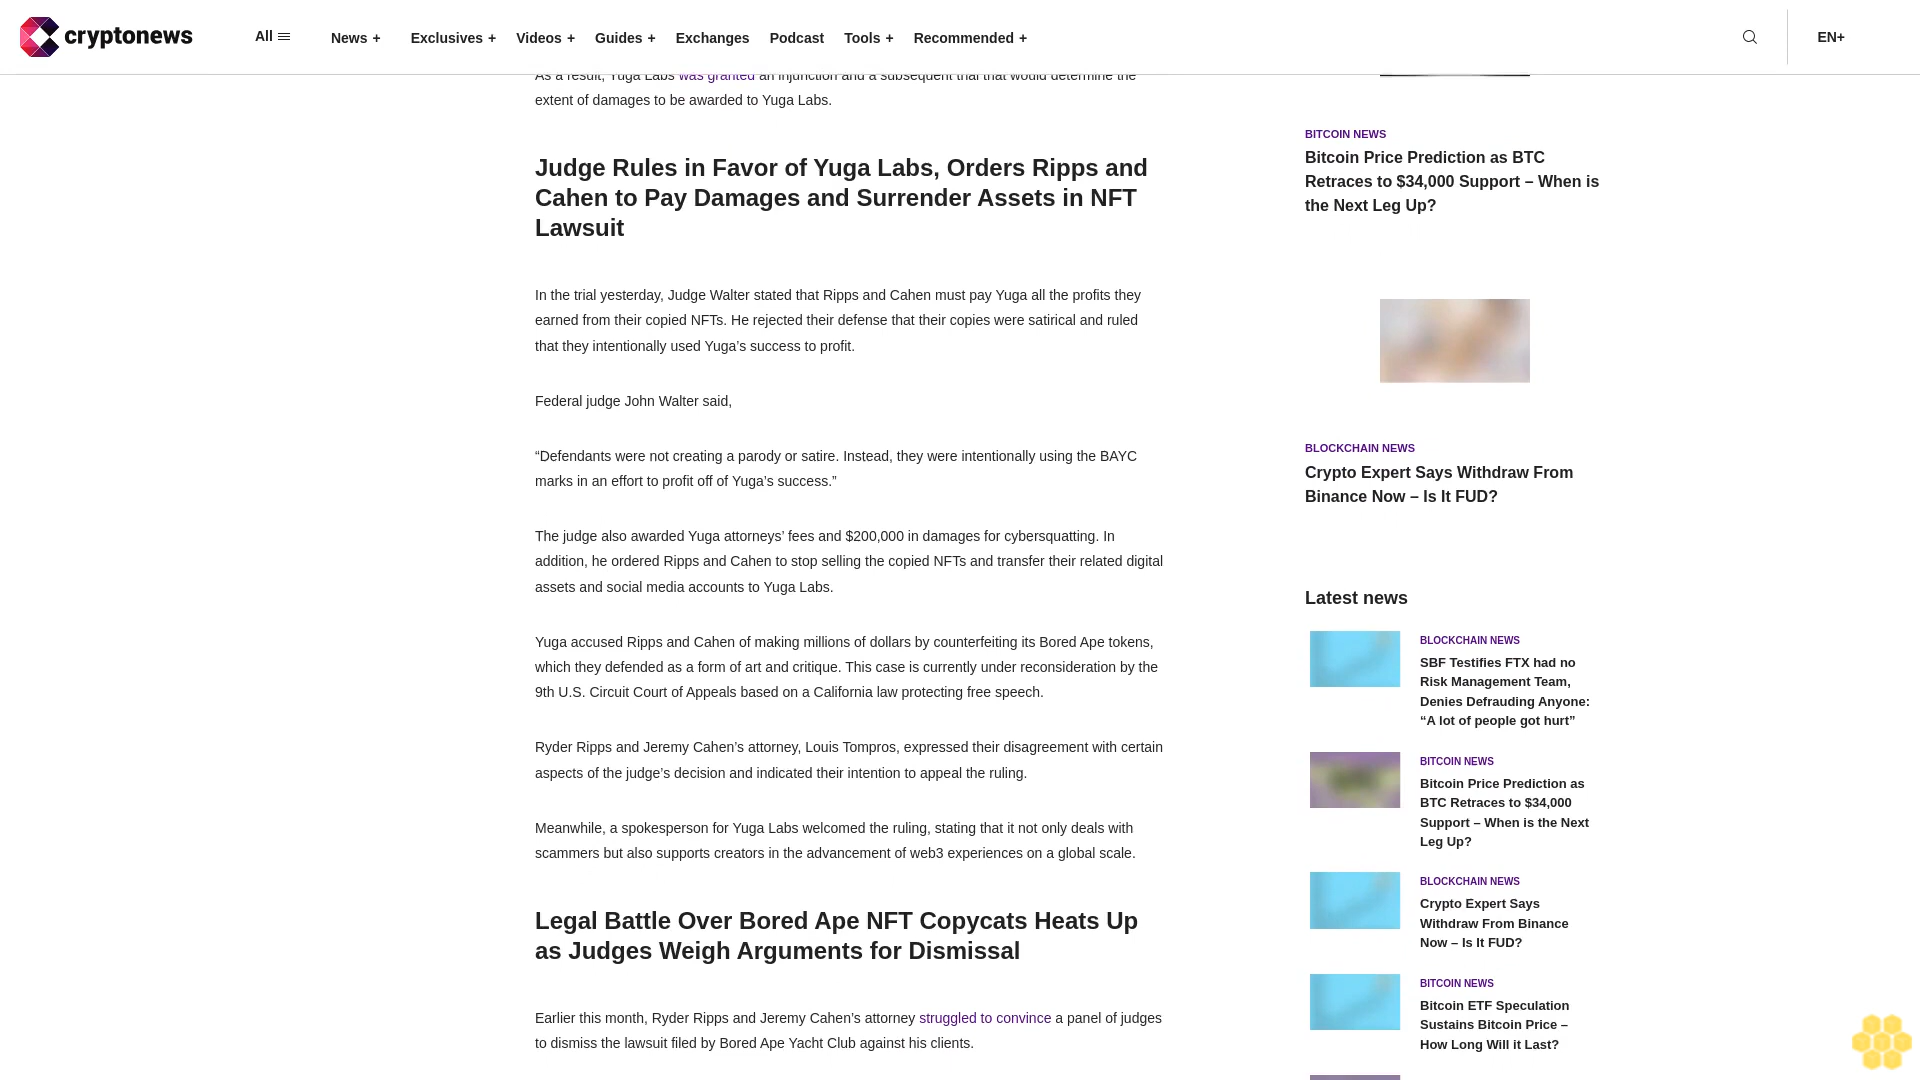 cryptonews
All
News +
Exclusives +
Videos +
Guides +
Exchanges
Podcast
Tools +
Recommended +
EN+
As a result, Yuga Labs was granted an injunction and a subsequent trial that would determine the
extent of damages to be awarded to Yuga Labs.
Judge Rules in Favor of Yuga Labs, Orders Ripps and
Cahen to Pay Damages and Surrender Assets in NFT
Lawsuit
In the trial yesterday, Judge Walter stated that Ripps and Cahen must pay Yuga all the profits they
earned from their copied NFTs. He rejected their defense that their copies were satirical and ruled
that they intentionally used Yuga’s success to profit.
Federal judge John Walter said,
“Defendants were not creating a parody or satire. Instead, they were intentionally using the BAYC
marks in an effort to profit off of Yuga’s success.”
The judge also awarded Yuga attorneys’ fees and $200,000 in damages for cybersquatting. In
addition, he ordered Ripps and Cahen to stop selling the copied NFTs and transfer their related digital
assets and social media accounts to Yuga Labs.
Yuga accused Ripps and Cahen of making millions of dollars by counterfeiting its Bored Ape tokens,
which they defended as a form of art and critique. This case is currently under reconsideration by the
9th U.S. Circuit Court of Appeals based on a California law protecting free speech.
Ryder Ripps and Jeremy Cahen’s attorney, Louis Tompros, expressed their disagreement with certain
aspects of the judge’s decision and indicated their intention to appeal the ruling.
Meanwhile, a spokesperson for Yuga Labs welcomed the ruling, stating that it not only deals with
scammers but also supports creators in the advancement of web3 experiences on a global scale.
Legal Battle Over Bored Ape NFT Copycats Heats Up
as Judges Weigh Arguments for Dismissal
Earlier this month, Ryder Ripps and Jeremy Cahen’s attorney struggled to convince a panel of judges
to dismiss the lawsuit filed by Bored Ape Yacht Club against his clients.
BITCOIN NEWS
Bitcoin Price Prediction as BTC
Retraces to $34,000 Support – When is
the Next Leg Up?
BLOCKCHAIN NEWS
Crypto Expert Says Withdraw From
Binance Now – Is It FUD?
Latest news
BLOCKCHAIN NEWS
SBF Testifies FTX had no
Risk Management Team,
Denies Defrauding Anyone:
“A lot of people got hurt”
BITCOIN NEWS
Bitcoin Price Prediction as
BTC Retraces to $34,000
Support – When is the Next
Leg Up?
BLOCKCHAIN NEWS
Crypto Expert Says
Withdraw From Binance
Now – Is It FUD?
BITCOIN NEWS
Bitcoin ETF Speculation
Sustains Bitcoin Price –
How Long Will it Last?